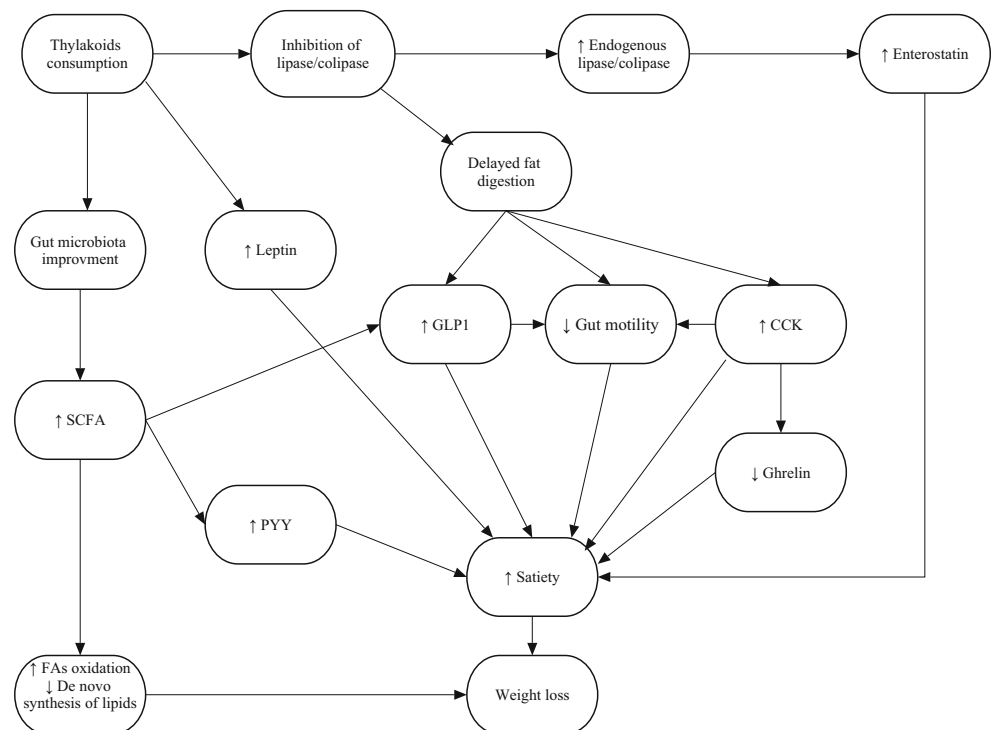 Thylakoids
consumption
Inhibition of
lipase/colipase
↑ Endogenous
lipase/colipase
↑ Enterostatin
Delayed fat
digestion
Gut microbiota
improvment
↑ Leptin
↑ GLP1
↓ Gut motility
↑ CCK
↑ SCFA
↓ Ghrelin
↑ PYY
↑ Satiety
↑ FAs oxidation
↓ De novo
synthesis of lipids
Weight loss